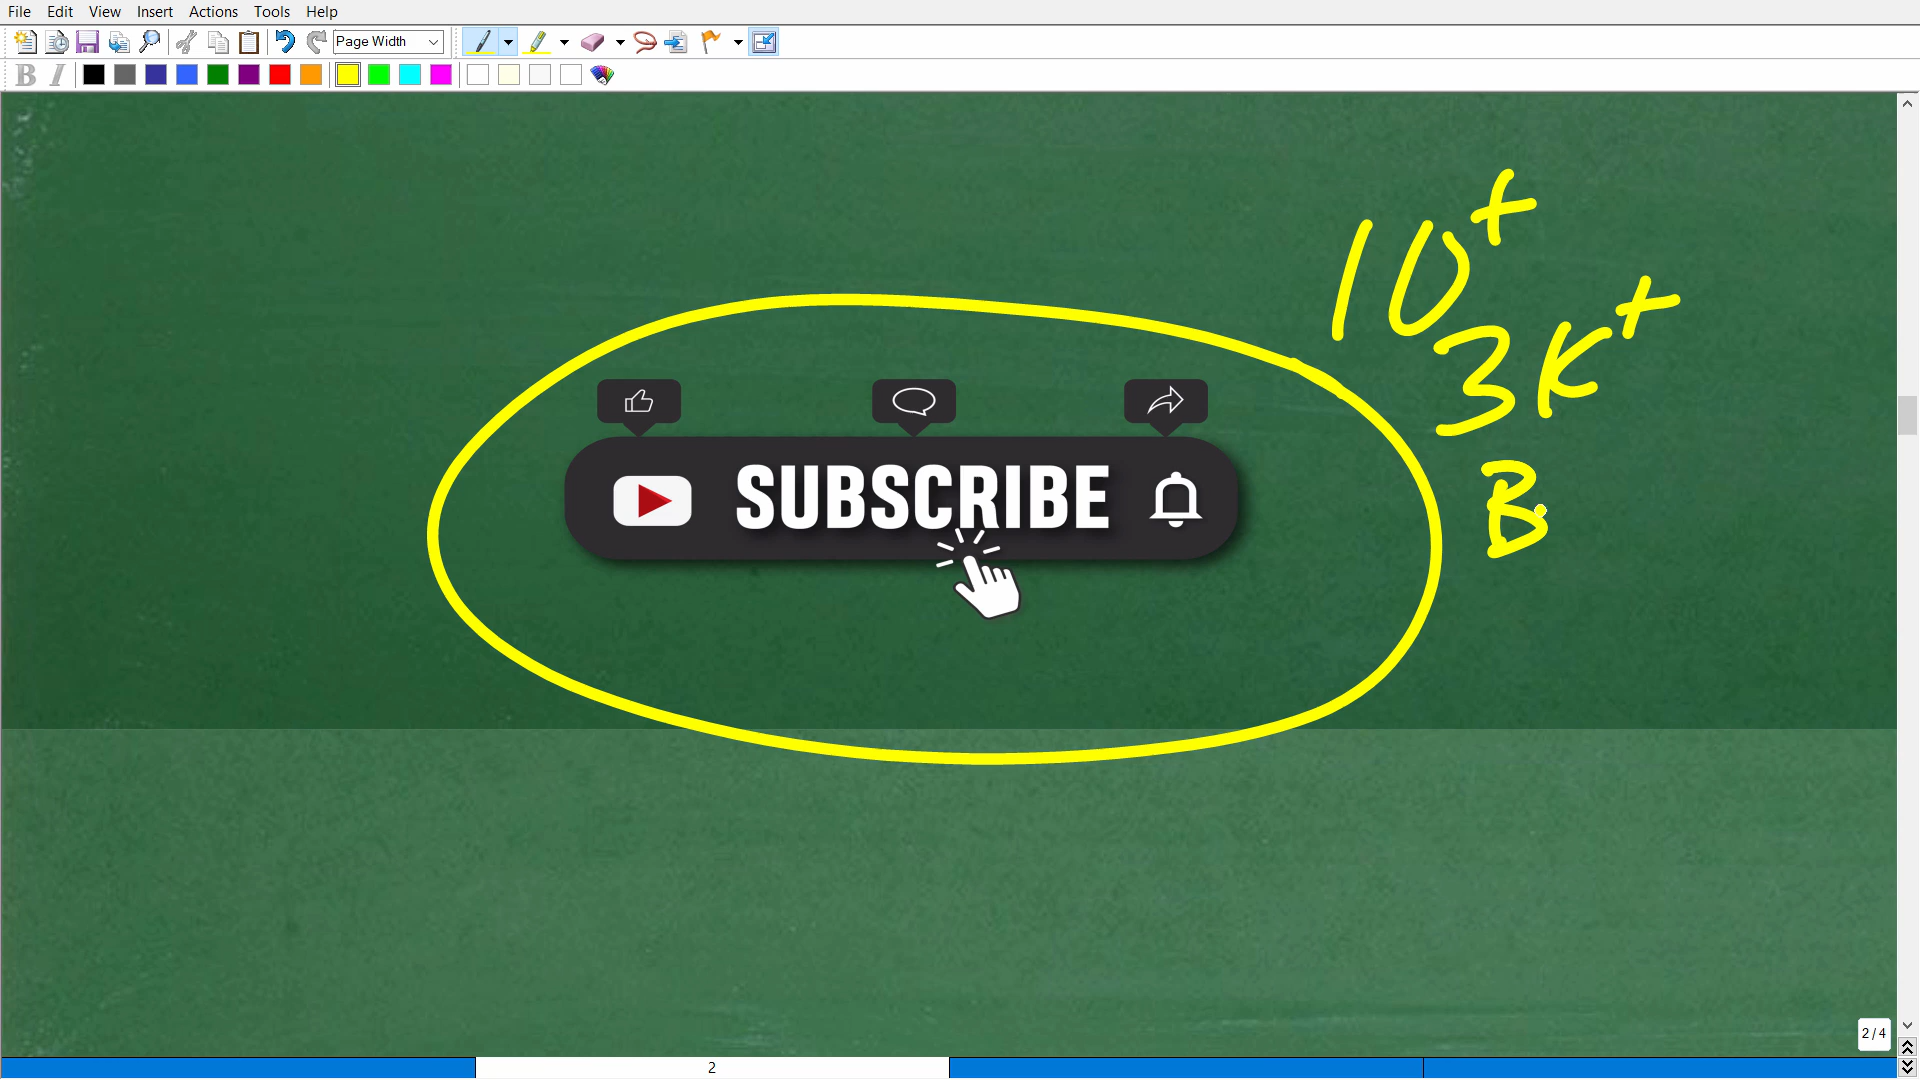 File Edit View Insert Actions Tools Help
Page Width
B I
10+
3K+
SUBSCRIBE
B
2 / 4
2